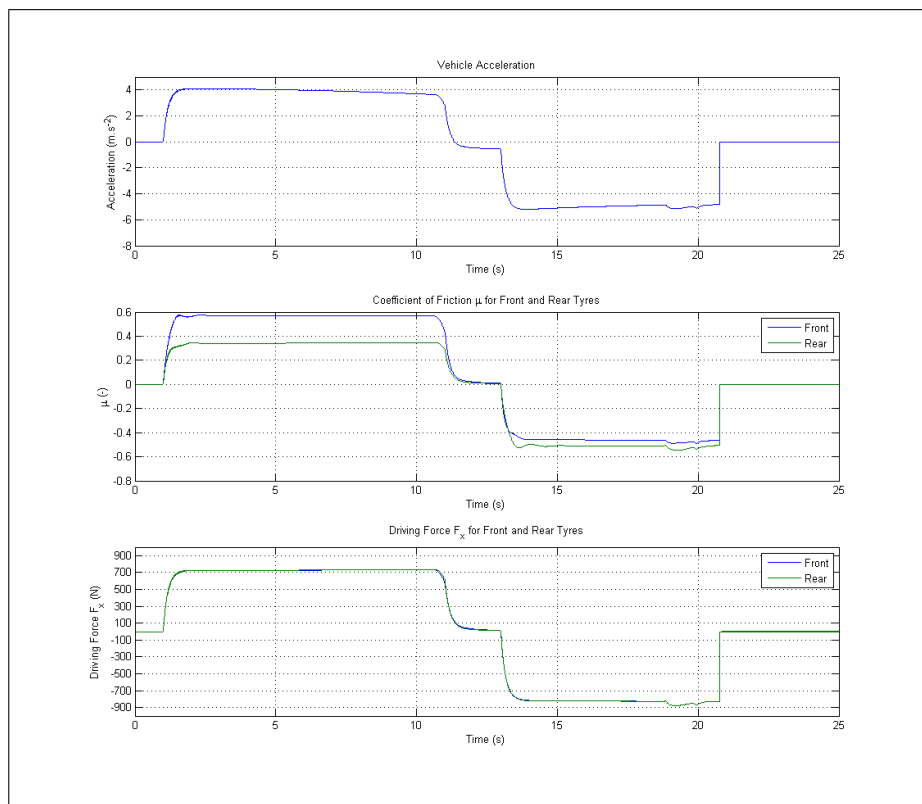 Vehicle Acceleration
Acceleration (m.s-2)
4
2
0
-2
-4
-6
-8
0 5 10 15 20 25
Time (s)
Coefficient of Friction μ for Front and Rear Tyres
μ (-)
0.6
0.4
0.2
0
-0.2
-0.4
-0.6
-0.8
Front
Rear
0 5 10 15 20 25
Time (s)
Driving Force Fx for Front and Rear Tyres
Driving Force Fx (N)
900
700
500
300
100
-100
-300
-500
-700
-900
Front
Rear
0 5 10 15 20 25
Time (s)